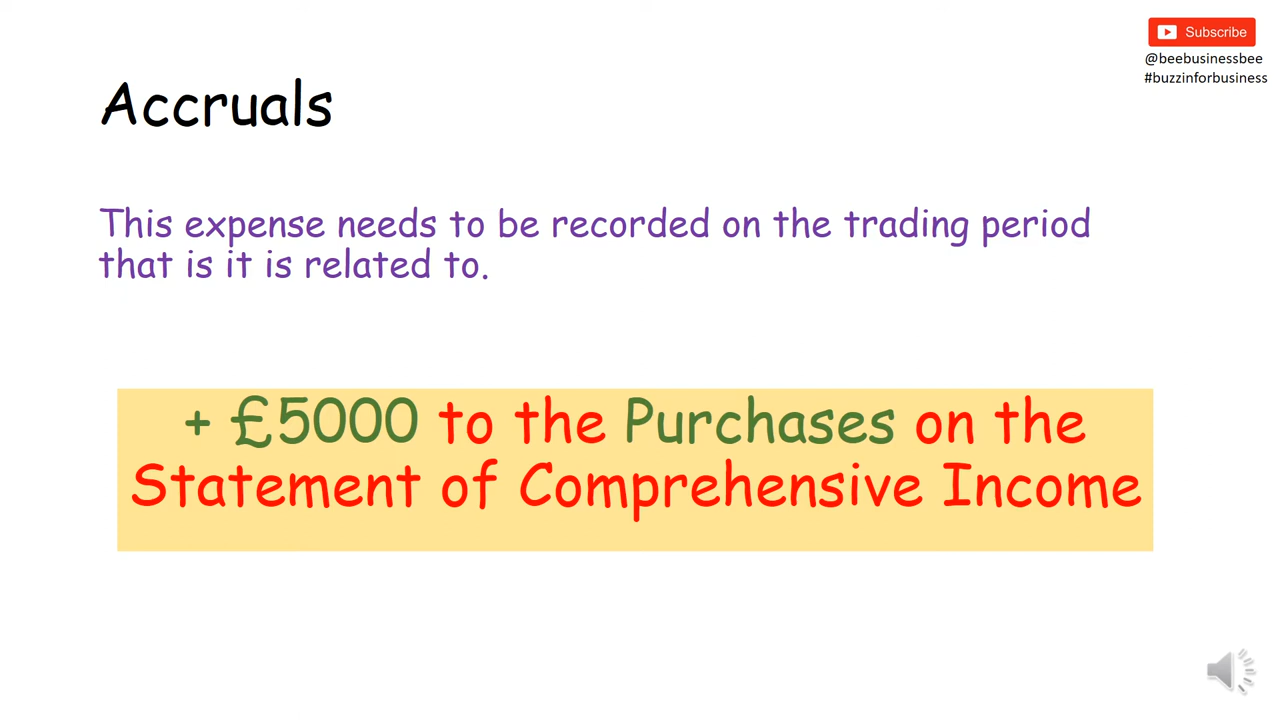 Subscribe
@beebusinessbee
#buzzinforbusiness
Accruals
This expense needs to be recorded on the trading period
that is it is related to.
+ £5000 to the Purchases on the
Statement of Comprehensive Income